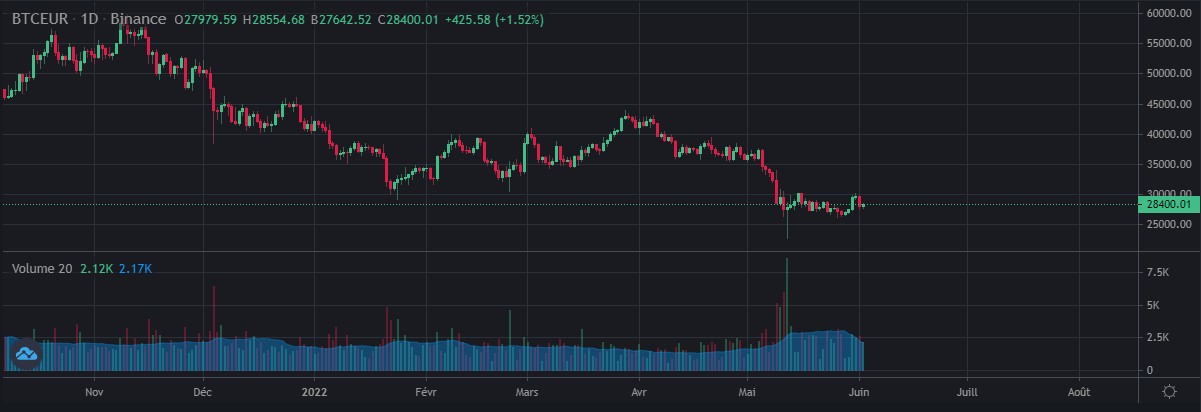 BTCEUR · 1D · Binance O27979.59 H28554.68 B27642.52 C28400.01 +425.58 (+1.52%)
60000.00
55000.00
50000.00
45000.00
40000.00
35000.00
30000.00
28400.01
25000.00
Volume 20 2.12K 2.17K
7.5K
5K
2.5K
0
Nov Déc 2022 Févr Mars Avr Mai Juin Juill Août